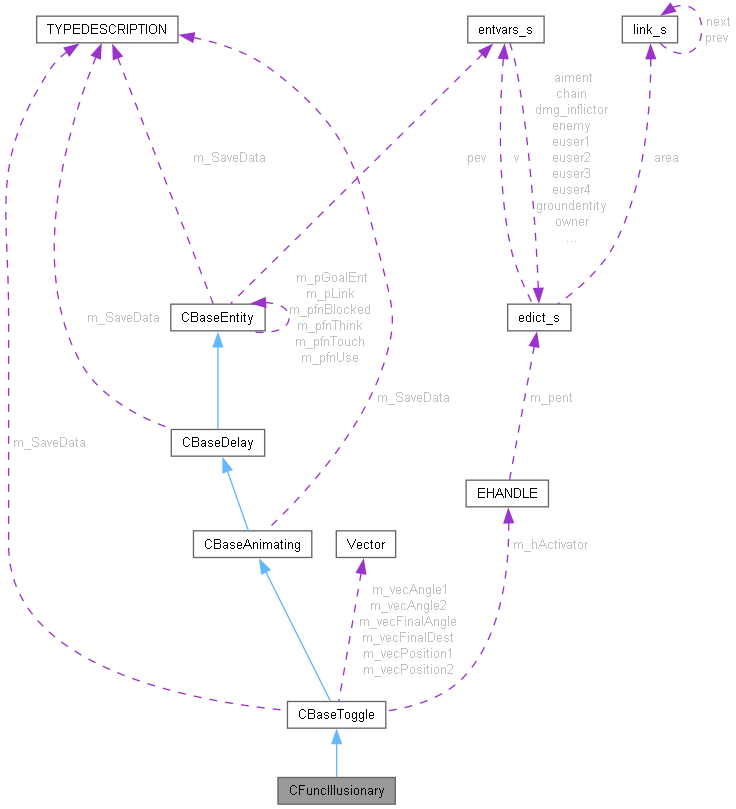 TYPEDESCRIPTION
entvars_s
link_s
next
prev
aiment
chain
dmg_inflictor
enemy
euser1
euser2
euser3
euser4
groundentity
owner
...
m_SaveData
pev
v
area
m_pGoalEnt
m_pLink
m_pfnBlocked
m_pfnThink
m_pfnTouch
m_pfnUse
CBaseEntity
edict_s
m_SaveData
m_SaveData
m_pent
m_SaveData
CBaseDelay
EHANDLE
CBaseAnimating
Vector
m_hActivator
m_vecAngle1
m_vecAngle2
m_vecFinalAngle
m_vecFinalDest
m_vecPosition1
m_vecPosition2
CBaseToggle
CFuncIllusionary